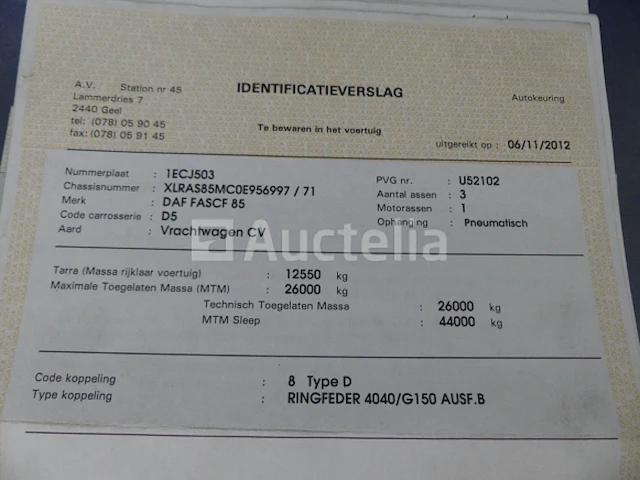 IDENTIFICATIEVERSLAG
A.V. Station nr 45
Lammerdries 7
2440 Geel
tel: (078) 05 90 45
fax: (078) 05 91 45
Autokeuring
Te bewaren in het voertuig
uitgereikt op : 06/11/2012
Nummerplaat : 1ECJ503
Chassisnummer : XLRAS85MC0E956997 / 71
Merk : DAF FASCF 85
Code carrosserie : D5
Aard : Vrachtwagen CV
PVG nr. : U52102
Aantal assen : 3
Motorassen : 1
Ophanging : Pneumatisch
Auctelia
Tarra (Massa rijklaar voertuig) : 12550 kg
Maximale Toegelaten Massa (MTM) : 26000 kg
Technisch Toegelaten Massa : 26000 kg
MTM Sleep : 44000 kg
Code koppeling : 8 Type D
Type koppeling : RINGFEDER 4040/G150 AUSF.B